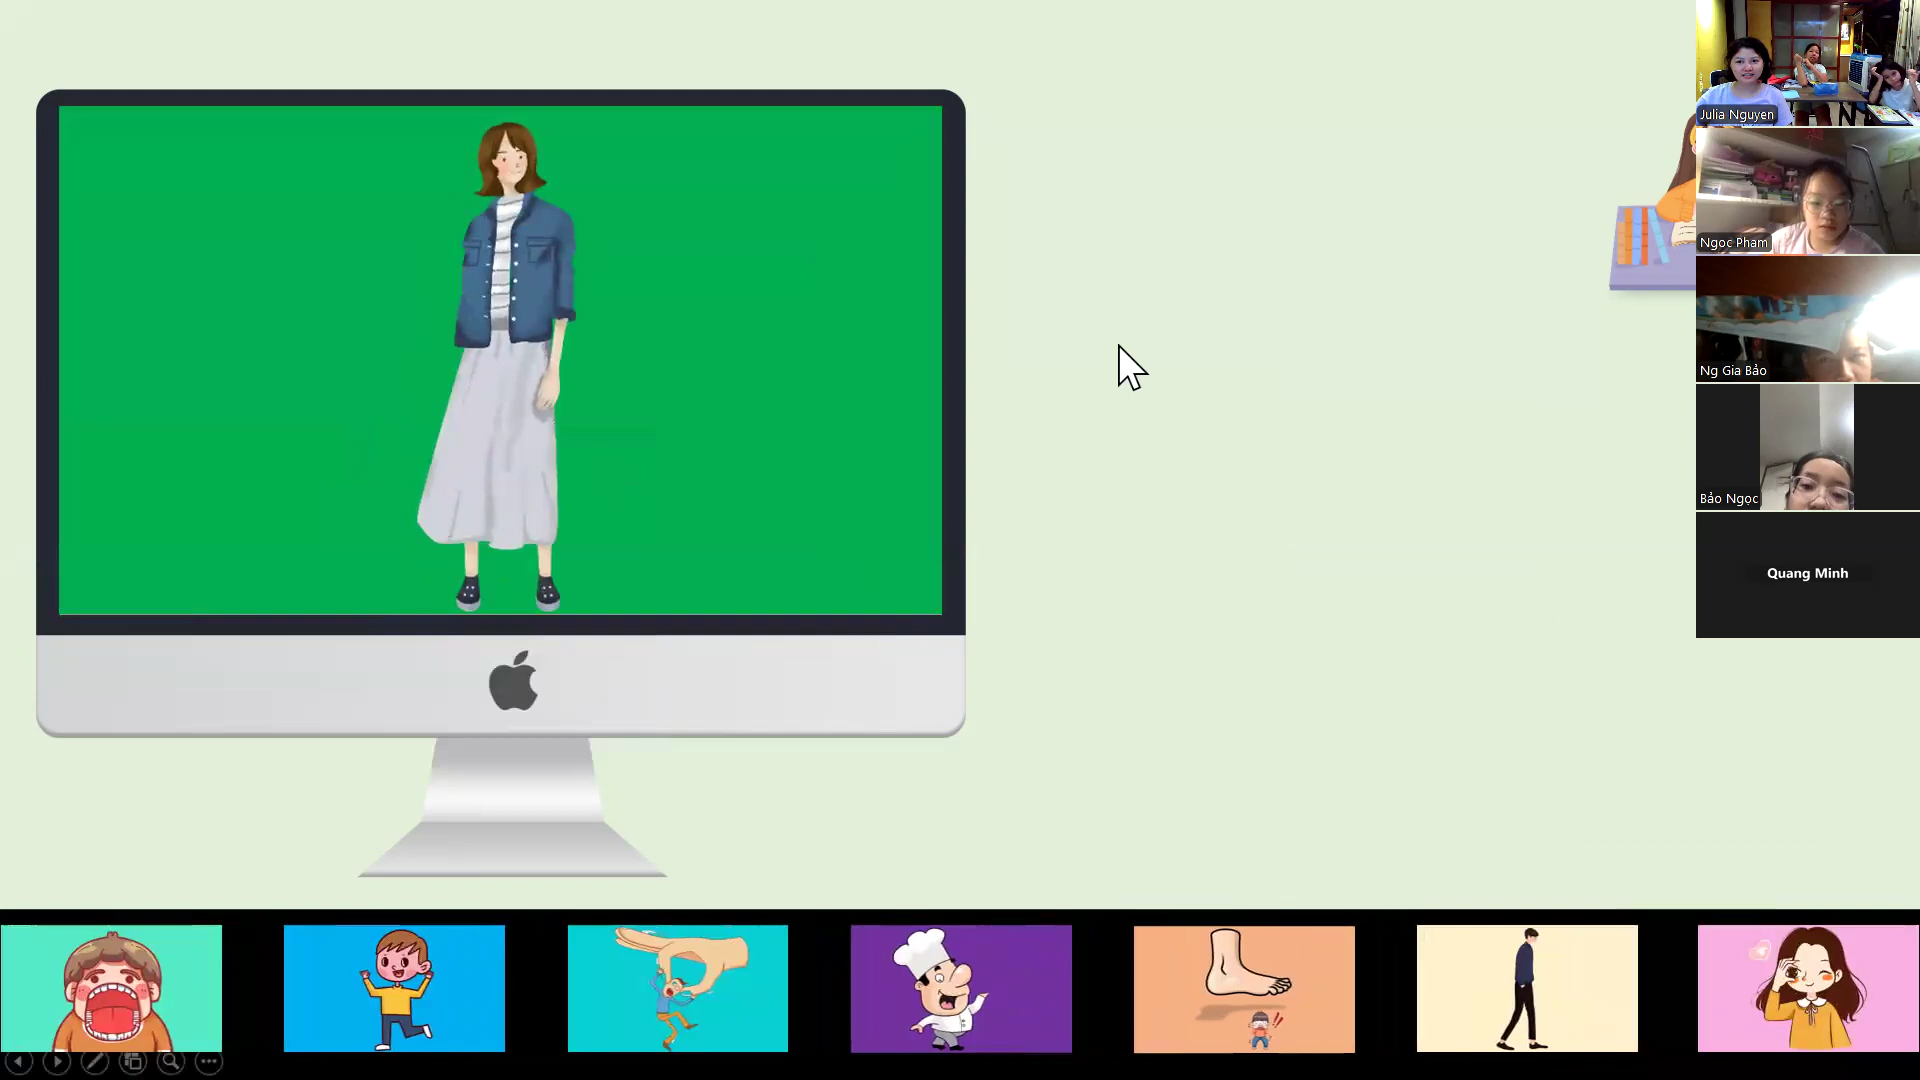 Julia Nguyen
Ngoc Pham
Ng Gia Bảo
Bảo Ngọc
Quang Minh